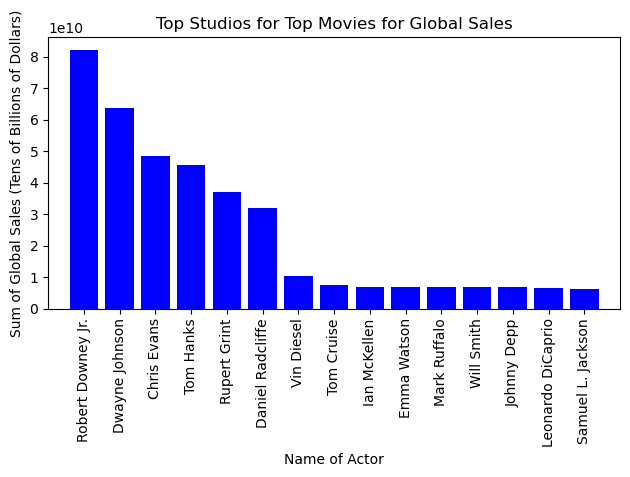 Top Studios for Top Movies for Global Sales
1e10
Sum of Global Sales (Tens of Billions of Dollars)
8
7
6
5
4
3
2
1
0
Robert Downey Jr.
Dwayne Johnson
Chris Evans
Tom Hanks
Rupert Grint
Daniel Radcliffe
Vin Diesel
Tom Cruise
Ian McKellen
Emma Watson
Mark Ruffalo
Will Smith
Johnny Depp
Leonardo DiCaprio
Samuel L. Jackson
Name of Actor